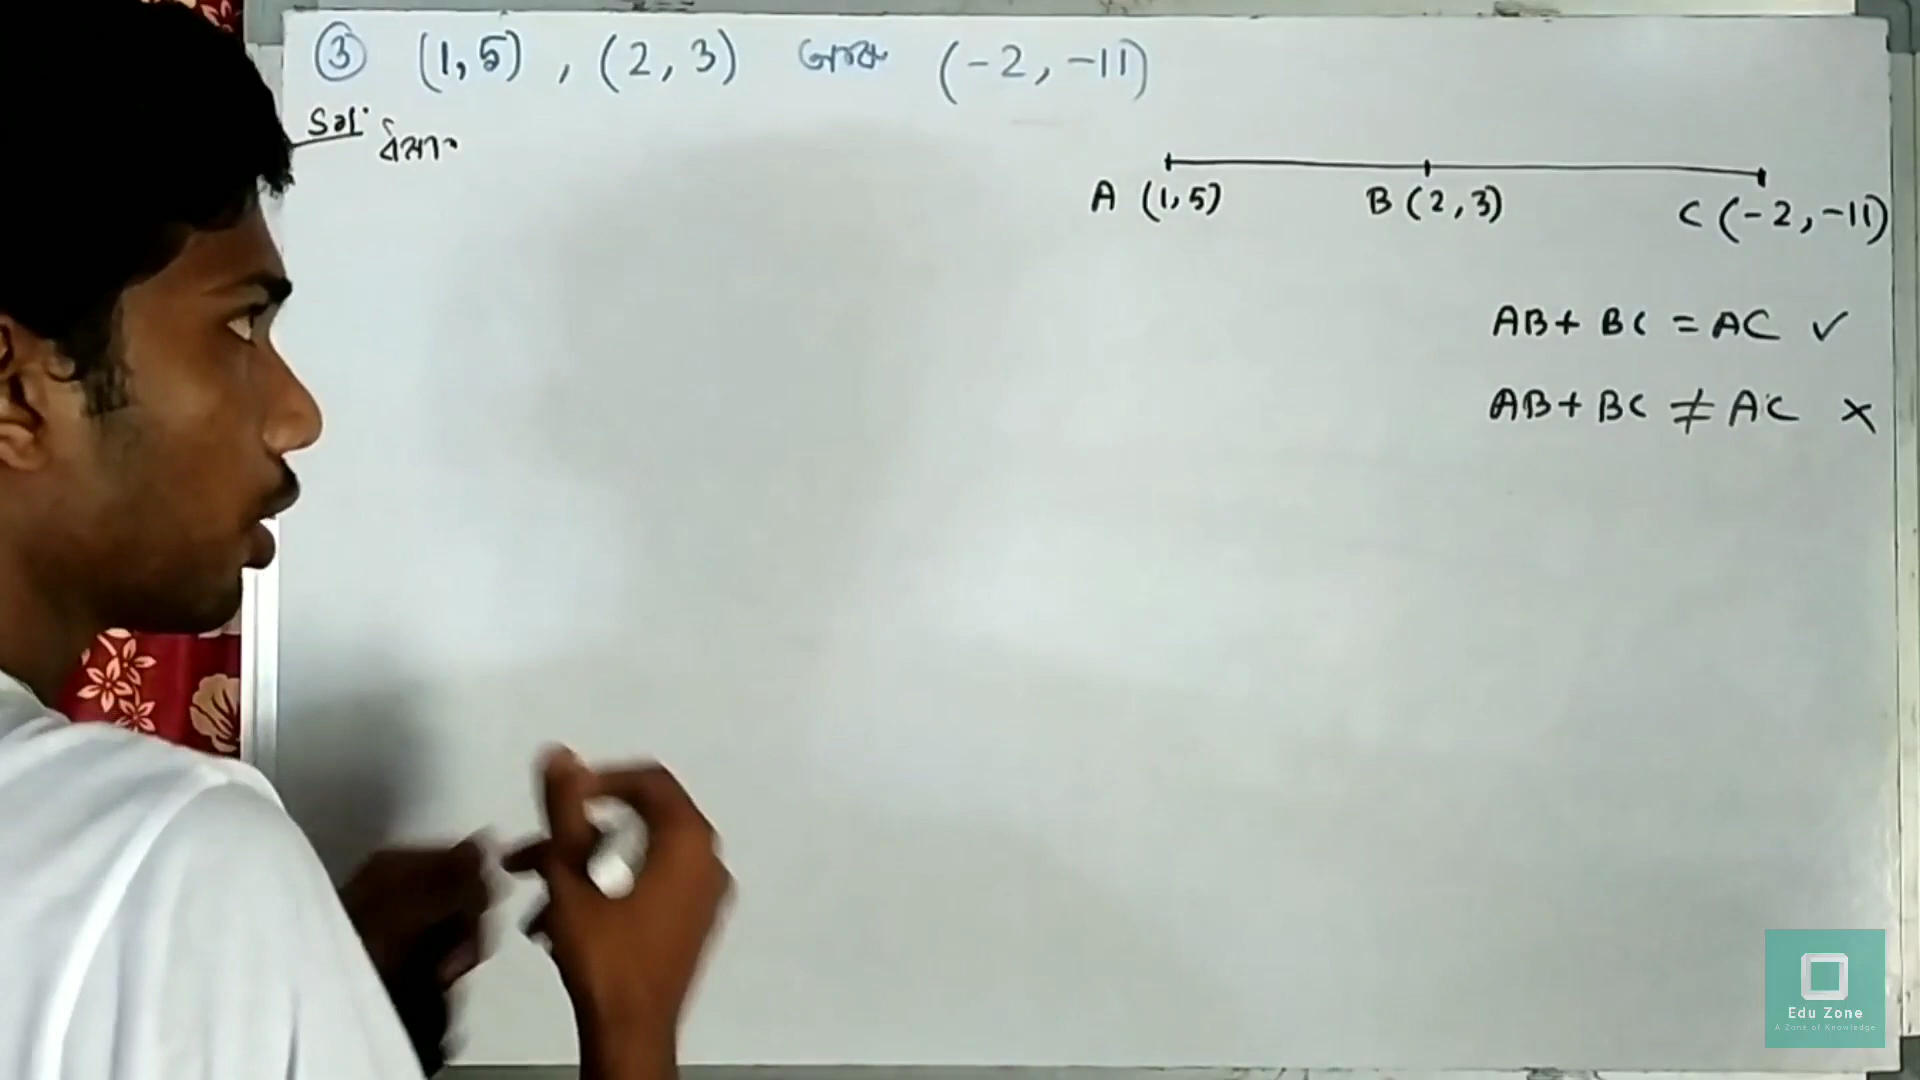 ③ (1,5) , (2,3) আৰু (-2,-11)
Sol.
A (1,5) B (2,3) C (-2,-11)
AB + BC = AC ✓
AB + BC ≠ AC ×
Edu Zone
A Zone of Knowledge